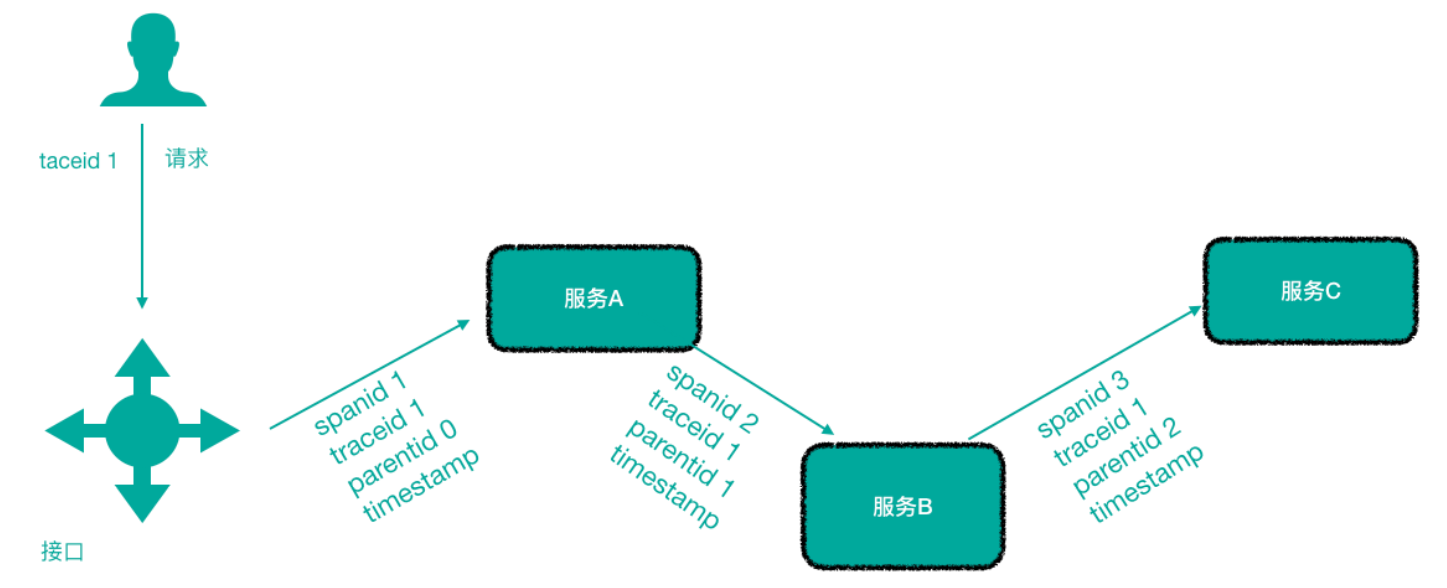 taceid 1
请求
接口
spanid 1
traceid 1
parentid 0
timestamp
服务A
spanid 2
traceid 1
parentid 1
timestamp
服务B
spanid 3
traceid 1
parentid 2
timestamp
服务C